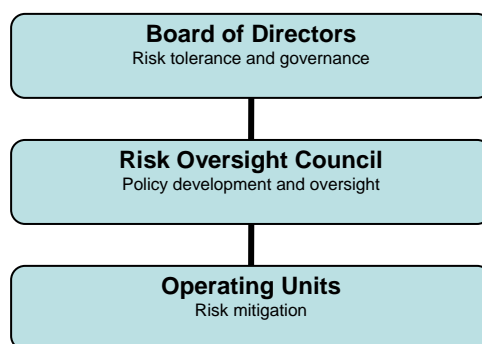 Board of Directors
Risk tolerance and governance
Risk Oversight Council
Policy development and oversight
Operating Units
Risk mitigation